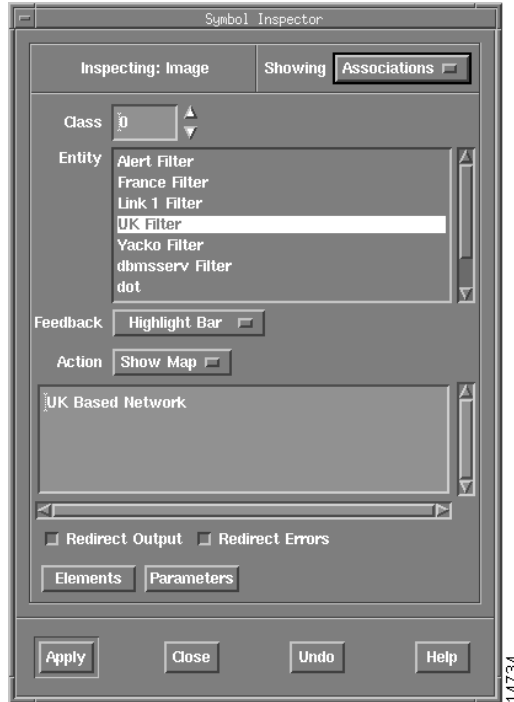 Symbol Inspector
Inspecting: Image
Showing Associations
Class 0
Entity
Alert Filter
France Filter
Link 1 Filter
UK Filter
Yacko Filter
dbmsserv Filter
dot
Feedback Highlight Bar
Action Show Map
UK Based Network
Redirect Output Redirect Errors
Elements Parameters
Apply Close Undo Help
14734